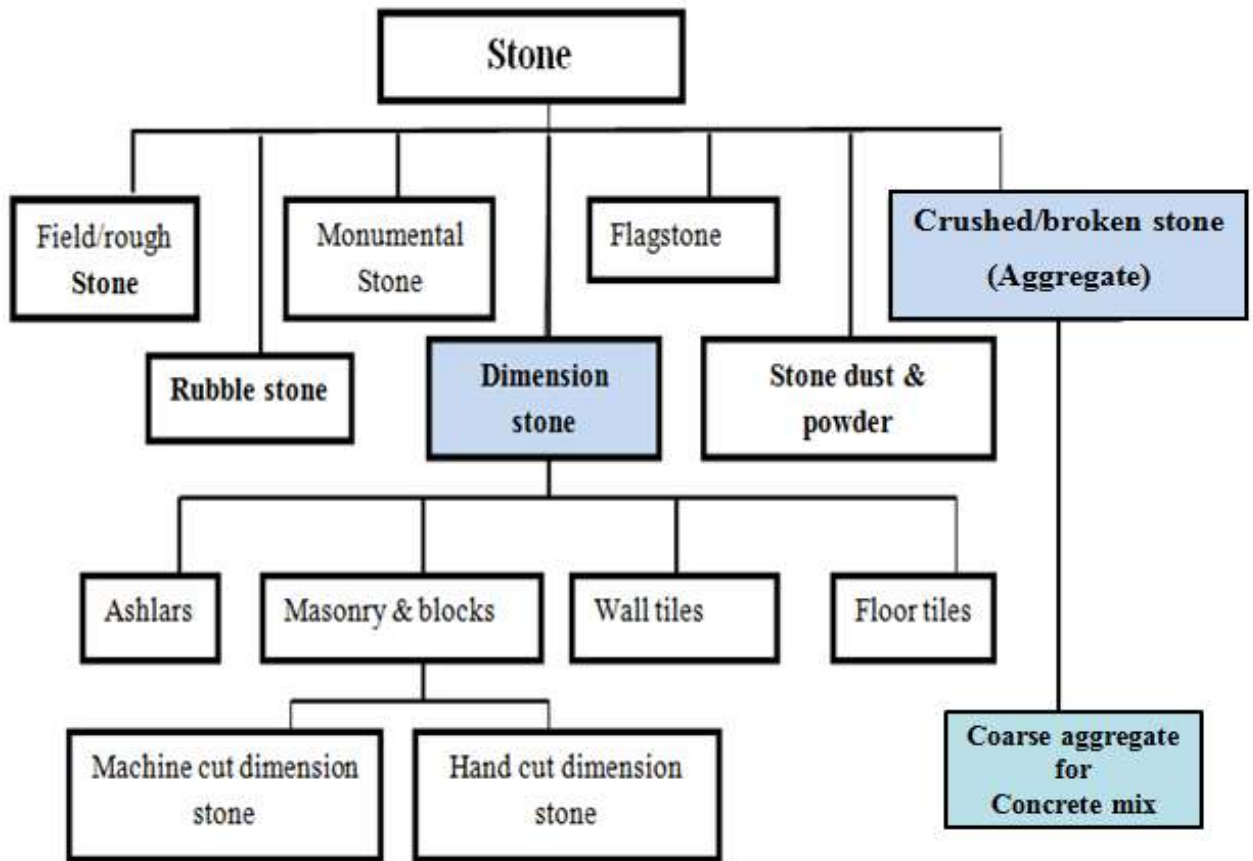 Stone
Field/rough
Stone
Monumental
Stone
Flagstone
Crushed/broken stone
(Aggregate)
Rubble stone
Dimension
stone
Stone dust &
powder
Ashlars
Masonry & blocks
Wall tiles
Floor tiles
Machine cut dimension
stone
Hand cut dimension
stone
Coarse aggregate
for
Concrete mix